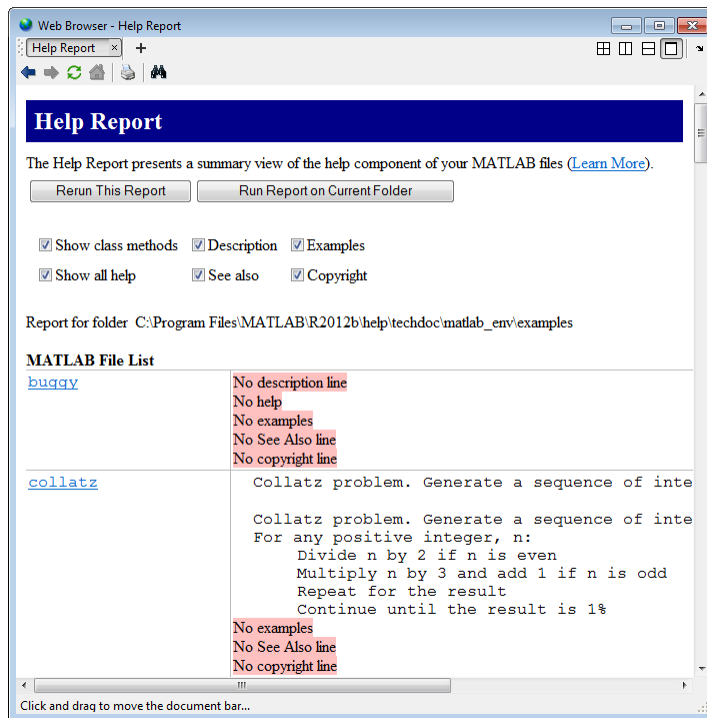 Web Browser - Help Report
Help Report
Help Report
The Help Report presents a summary view of the help component of your MATLAB files (Learn More).
Rerun This Report Run Report on Current Folder
Show class methods Description Examples
Show all help See also Copyright
Report for folder C:\Program Files\MATLAB\R2012b\help\techdoc\matlab_env\examples
MATLAB File List
buggy No description line
No help
No examples
No See Also line
No copyright line
collatz Collatz problem. Generate a sequence of inte
Collatz problem. Generate a sequence of inte
For any positive integer, n:
Divide n by 2 if n is even
Multiply n by 3 and add 1 if n is odd
Repeat for the result
Continue until the result is 1%
No examples
No See Also line
No copyright line
Click and drag to move the document bar...